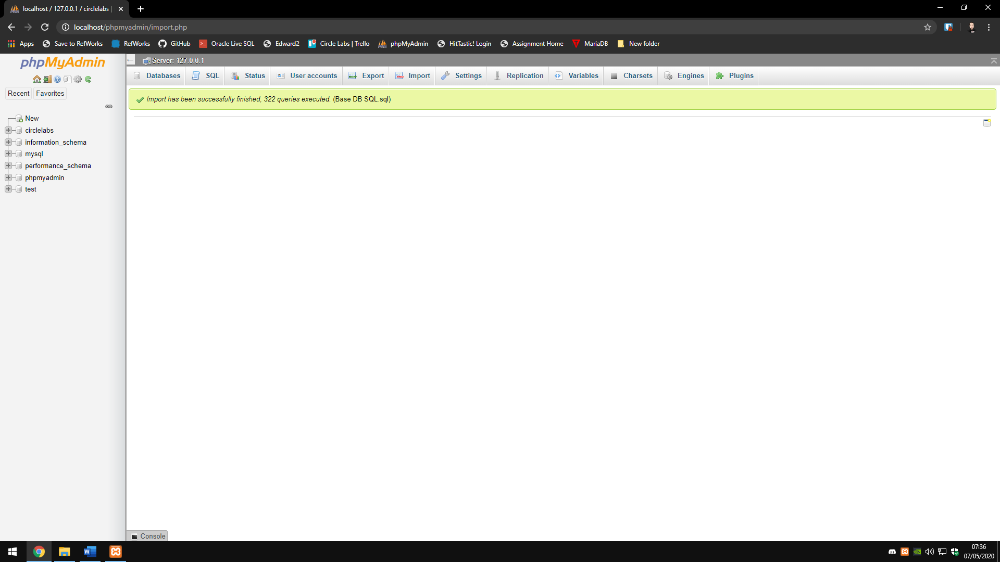 localhost / 127.0.0.1 / circlelabs |
localhost/phpmyadmin/import.php
Apps Save to RefWorks RefWorks GitHub Oracle Live SQL Edward2 Circle Labs | Trello phpMyAdmin HitTastic! Login Assignment Home MariaDB New folder
phpMyAdmin
Recent Favorites
New
circlelabs
information_schema
mysql
performance_schema
phpmyadmin
test
Server: 127.0.0.1
Databases SQL Status User accounts Export Import Settings Replication Variables Charsets Engines Plugins
Import has been successfully finished, 322 queries executed. (Base DB SQL.sql)
Console
07:36
07/05/2020